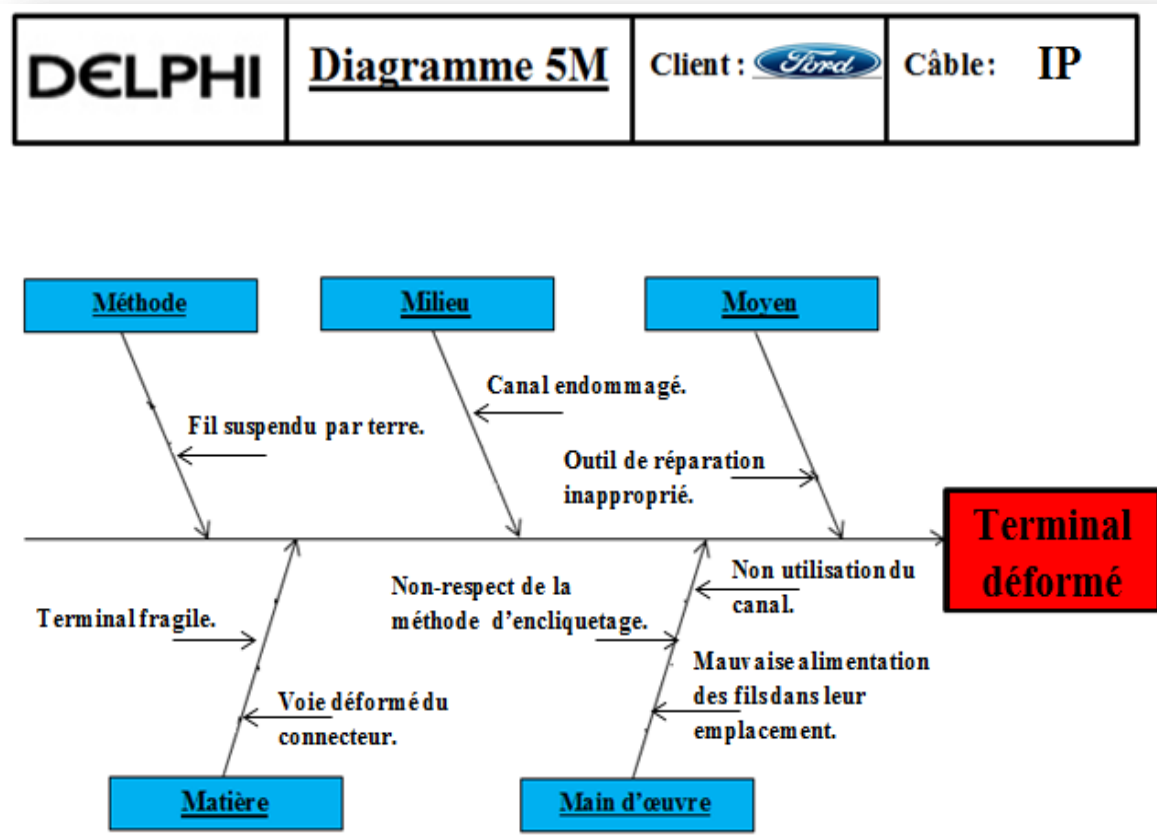 DELPHI
Diagramme 5M
Client : Ford
Câble: IP
Méthode
Milieu
Moyen
Canal endommagé.
Fil suspendu par terre.
Outil de réparation
inapproprié.
Terminal
déformé
Non-respect de la
méthode d'encliquetage.
Non utilisation du
canal.
Terminal fragile.
Mauvaise alimentation
des fils dans leur
emplacement.
Voie déformé du
connecteur.
Matière
Main d'œuvre